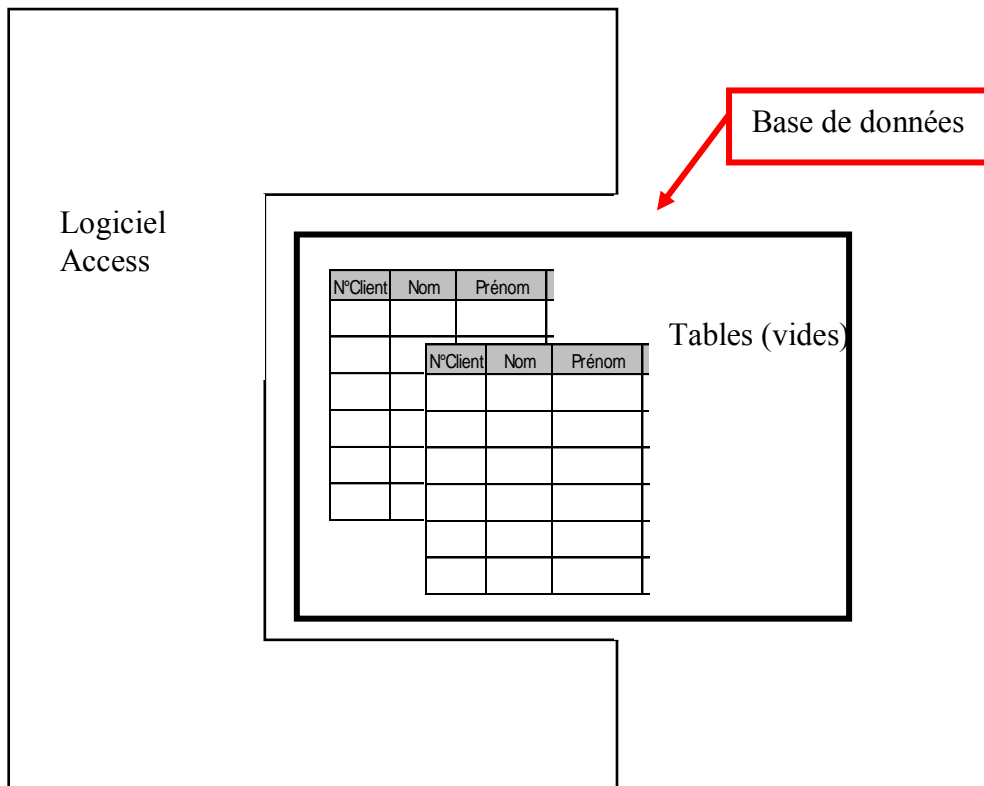 Base de données
Logiciel
Access
N°Client Nom Prénom
Tables (vides)
N°Client Nom Prénom